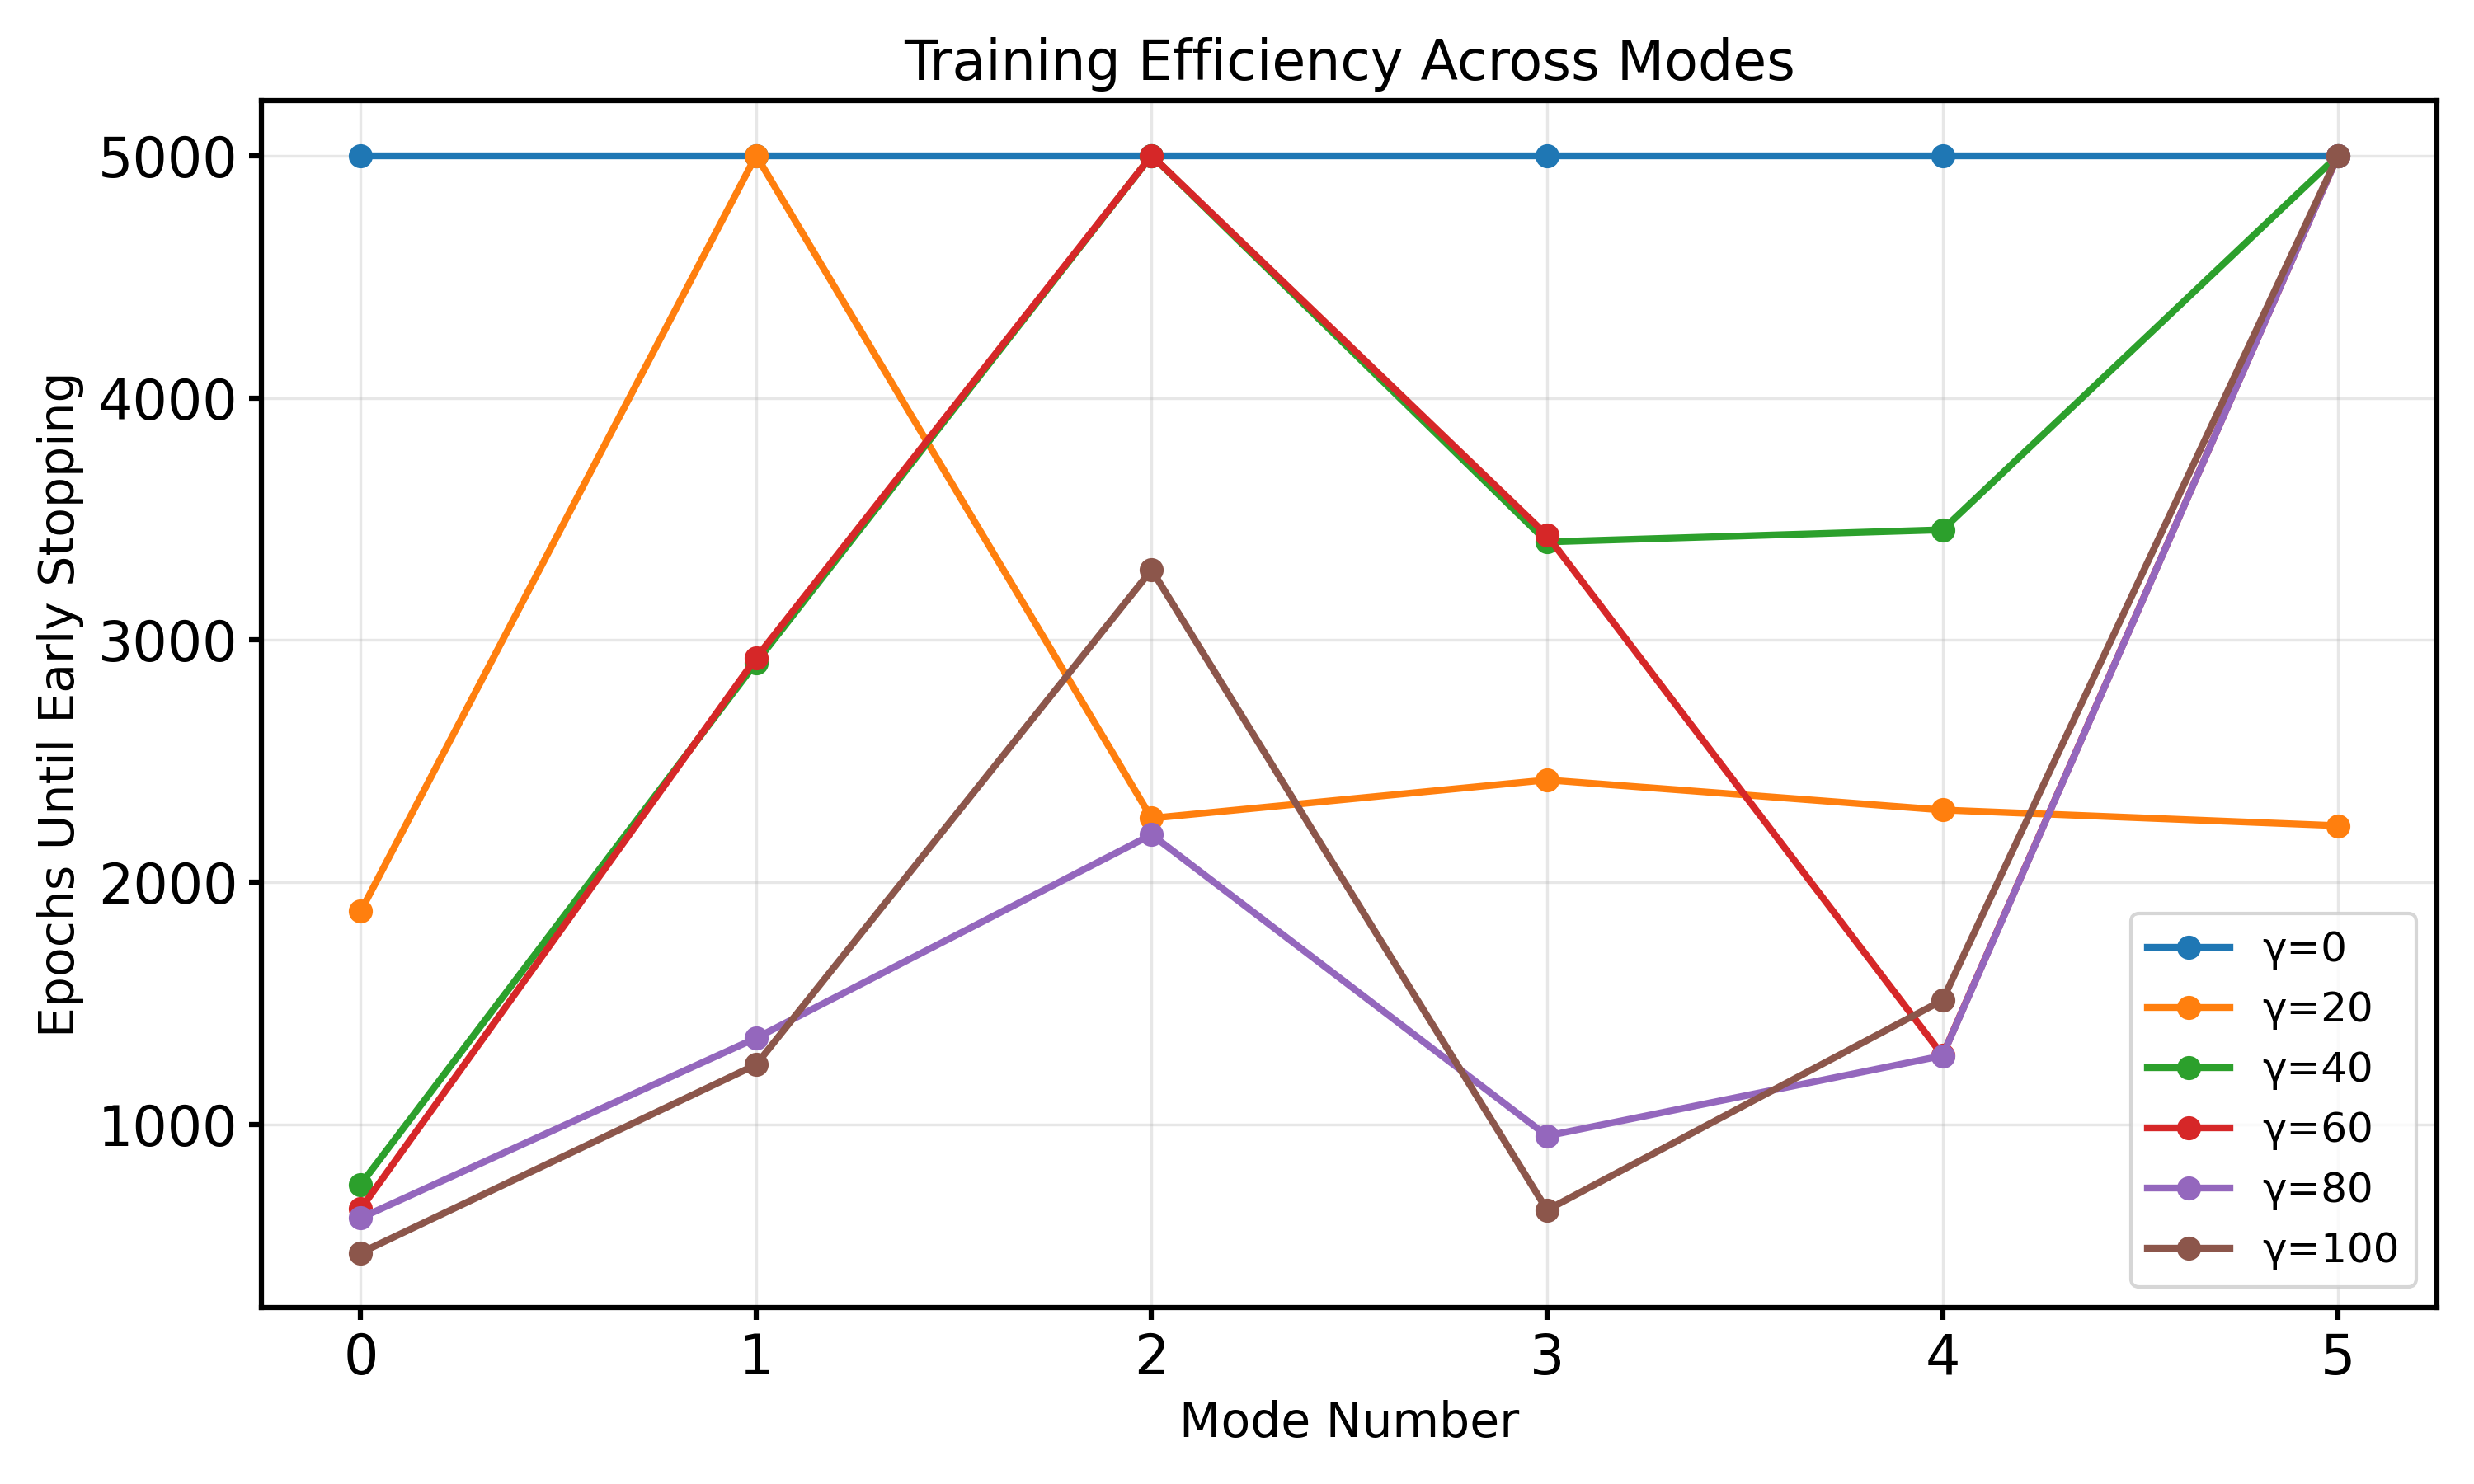 Training Efficiency Across Modes
Epochs Until Early Stopping
5000
4000
3000
2000
1000
0 1 2 3 4 5
Mode Number
γ=0
γ=20
γ=40
γ=60
γ=80
γ=100